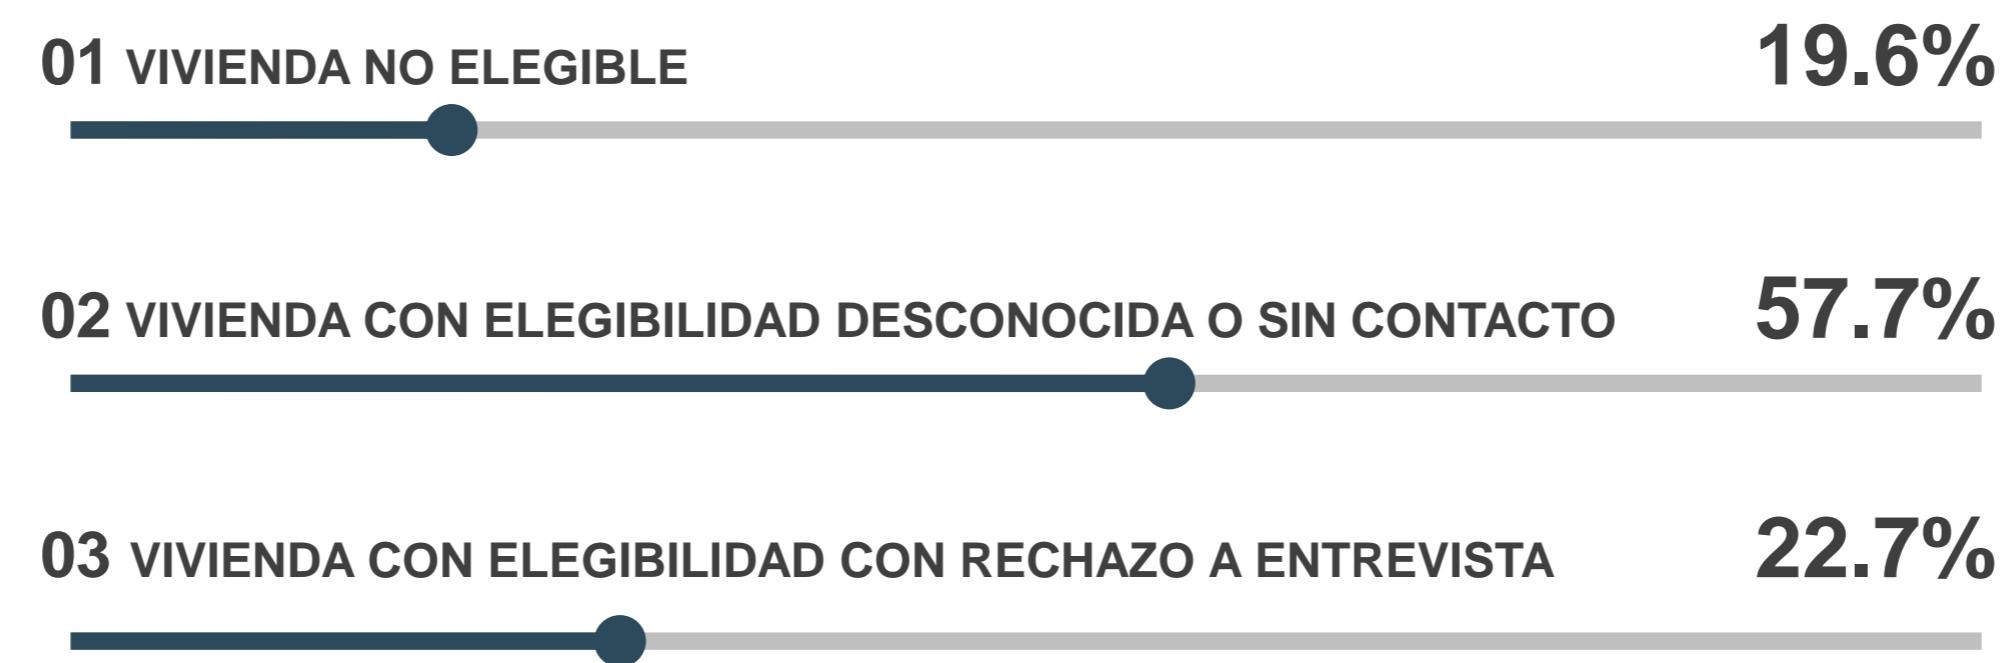 01 VIVIENDA NO ELEGIBLE 19.6%
02 VIVIENDA CON ELEGIBILIDAD DESCONOCIDA O SIN CONTACTO 57.7%
03 VIVIENDA CON ELEGIBILIDAD CON RECHAZO A ENTREVISTA 22.7%